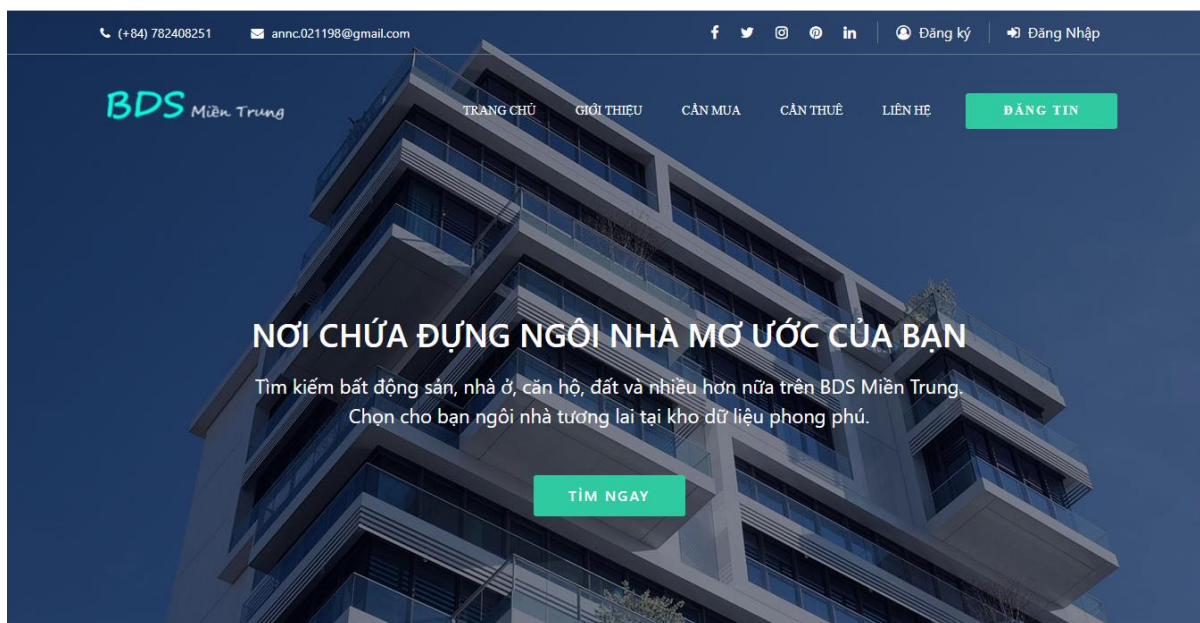 (+84) 782408251 annc.021198@gmail.com Đăng ký Đăng Nhập
BDS Miền Trung TRANG CHỦ GIỚI THIỆU CẦN MUA CẦN THUÊ LIÊN HỆ ĐĂNG TIN
NƠI CHỨA ĐỰNG NGÔI NHÀ MƠ ƯỚC CỦA BẠN
Tìm kiếm bất động sản, nhà ở, căn hộ, đất và nhiều hơn nữa trên BDS Miền Trung.
Chọn cho bạn ngôi nhà tương lai tại kho dữ liệu phong phú.
TÌM NGAY